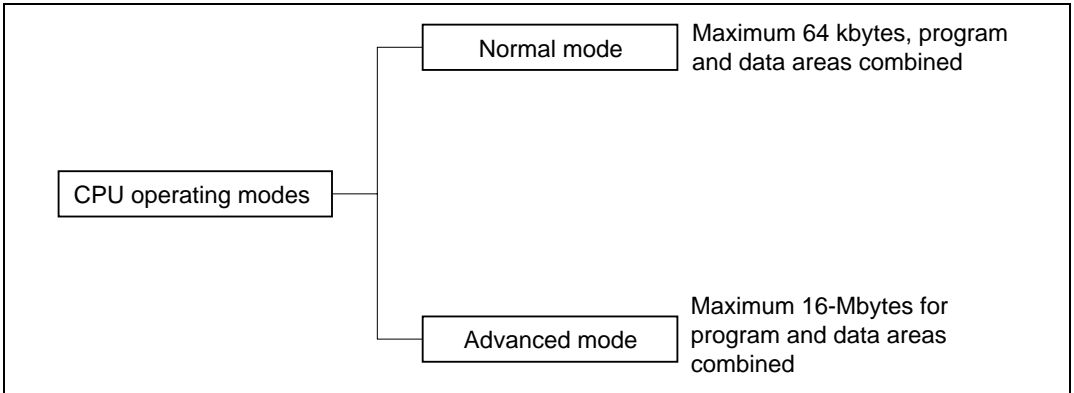 Normal mode
Maximum 64 kbytes, program
and data areas combined
CPU operating modes
Advanced mode
Maximum 16-Mbytes for
program and data areas
combined